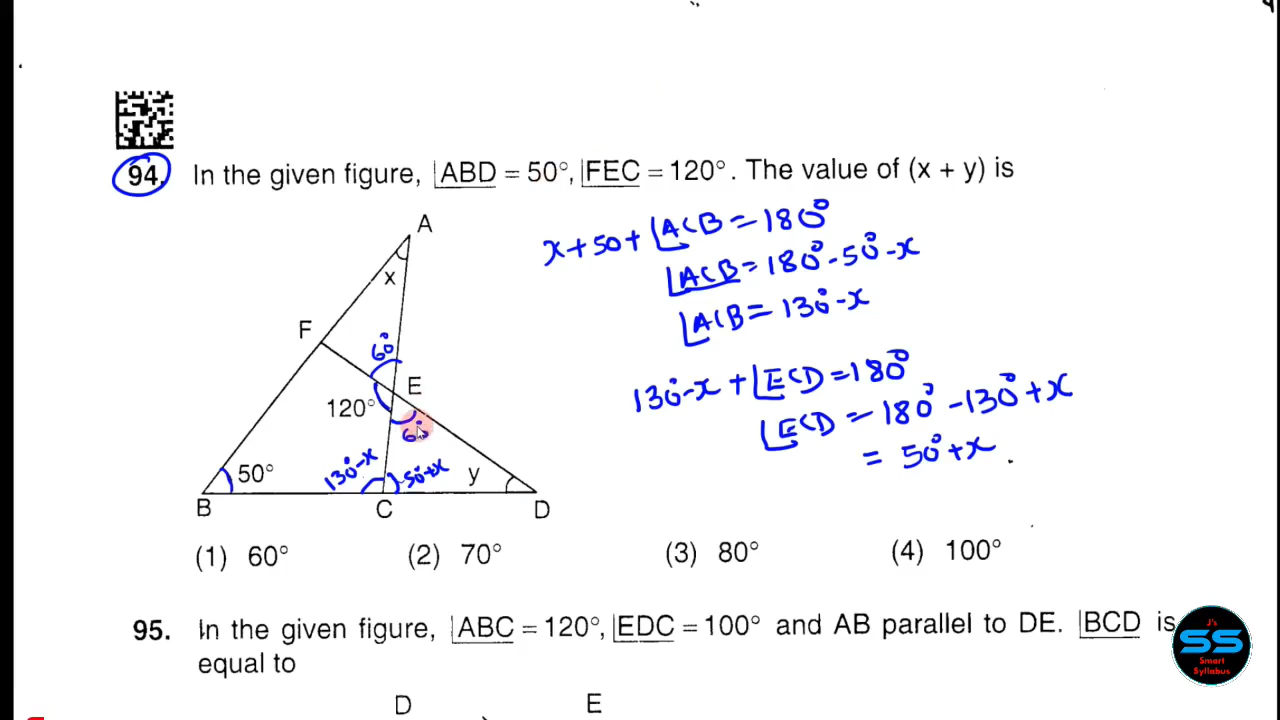 94. In the given figure, ∠ABD = 50°, ∠FEC = 120°. The value of (x + y) is
x + 50 + ∠ACB = 180°
∠ACB = 180° - 50° - x
∠ACB = 130° - x
130° - x + ∠ECD = 180°
∠ECD = 180° - 130° + x
= 50° + x
A
x
F
60°
E
120°
60°
50°
130° - x
50° + x
y
B
C
D
(1) 60° (2) 70° (3) 80° (4) 100°
95. In the given figure, ∠ABC = 120°, ∠EDC = 100° and AB parallel to DE. ∠BCD is
equal to
D E
J's
SS
Smart
Syllabus